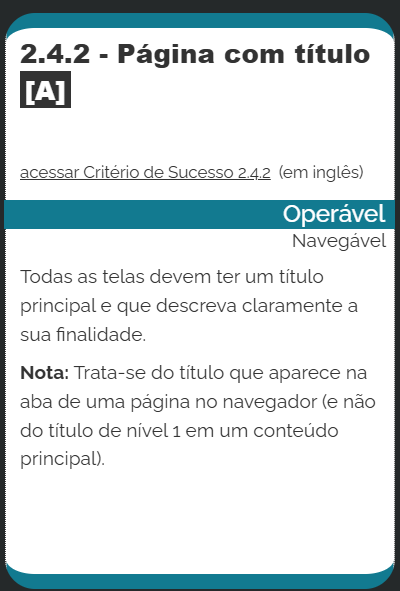 2.4.2 - Página com título
[A]
acessar Critério de Sucesso 2.4.2 (em inglês)
Operável
Navegável
Todas as telas devem ter um título
principal e que descreva claramente a
sua finalidade.
Nota: Trata-se do título que aparece na
aba de uma página no navegador (e não
do título de nível 1 em um conteúdo
principal).